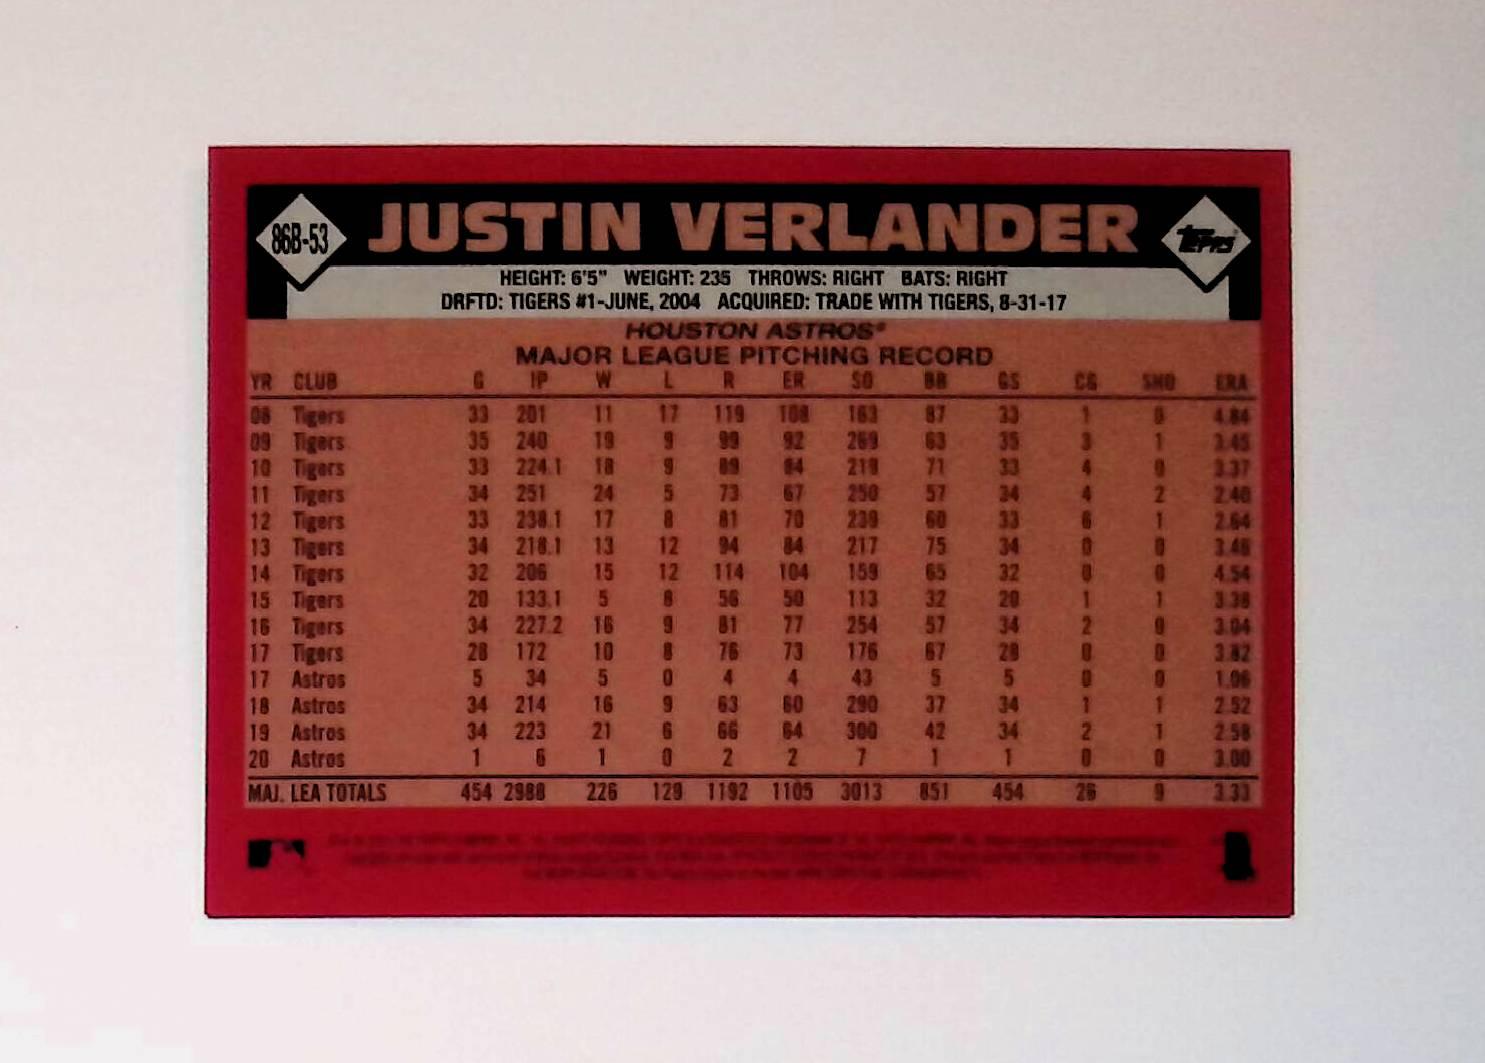 86B-53 JUSTIN VERLANDER Topps
HEIGHT: 6'5" WEIGHT: 235 THROWS: RIGHT BATS: RIGHT
DRFTD: TIGERS #1-JUNE, 2004 ACQUIRED: TRADE WITH TIGERS, 8-31-17
HOUSTON ASTROS®
MAJOR LEAGUE PITCHING RECORD
YR CLUB G IP W L R ER SO BB GS CG SHO ERA
08 Tigers 33 201 11 17 119 108 163 87 33 1 0 4.84
09 Tigers 35 240 19 9 99 92 269 63 35 3 1 3.45
10 Tigers 33 224.1 18 9 89 84 219 71 33 4 0 3.37
11 Tigers 34 251 24 5 73 67 250 57 34 4 2 2.40
12 Tigers 33 238.1 17 8 81 70 239 60 33 6 1 2.64
13 Tigers 34 218.1 13 12 94 84 217 75 34 0 0 3.46
14 Tigers 32 206 15 12 114 104 159 65 32 0 0 4.54
15 Tigers 20 133.1 5 8 56 50 113 32 20 1 1 3.38
16 Tigers 34 227.2 16 9 81 77 254 57 34 2 0 3.04
17 Tigers 28 172 10 8 76 73 176 67 28 0 0 3.82
17 Astros 5 34 5 0 4 4 43 5 5 0 0 1.06
18 Astros 34 214 16 9 63 60 290 37 34 1 1 2.52
19 Astros 34 223 21 6 66 64 300 42 34 2 1 2.58
20 Astros 1 6 1 0 2 2 7 1 1 0 0 3.00
MAJ. LEA TOTALS 454 2988 226 129 1192 1105 3013 851 454 26 9 3.33